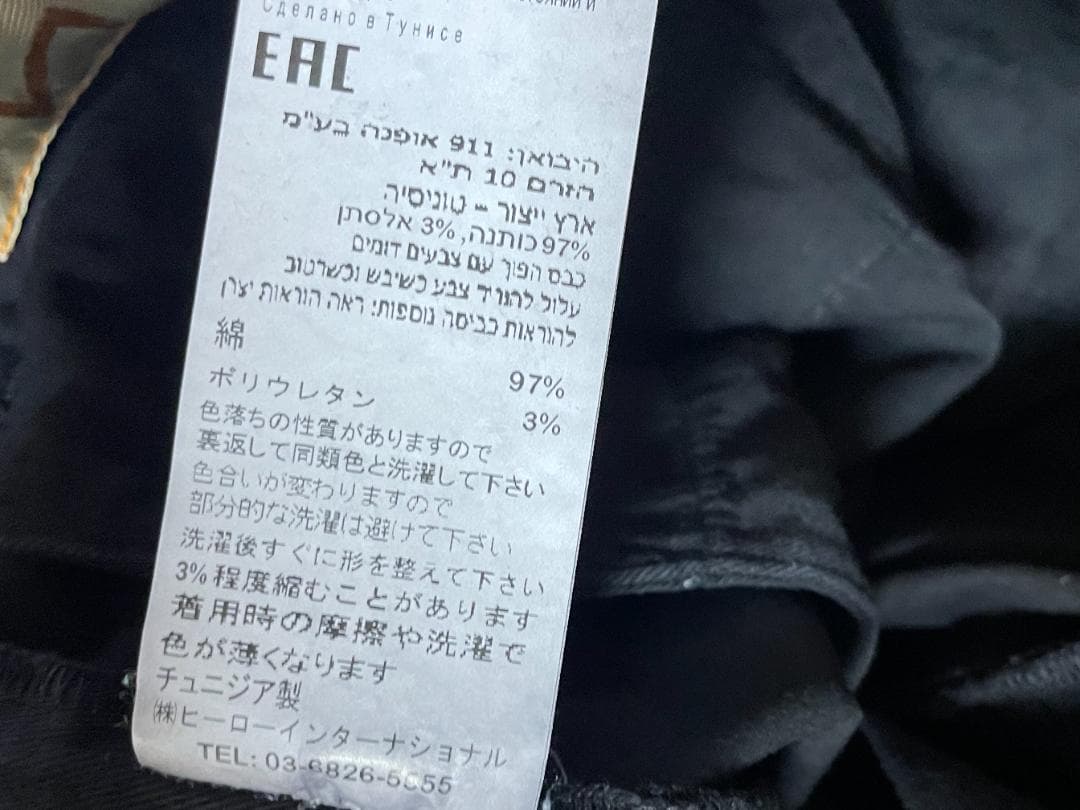 Сделано в Тунисе
EAC
היבואן: 911 אופנה בע"מ
הזרם 10 ת"א
ארץ ייצור – טוניסיה
97% כותנה, 3% אלסתן
כבס הפוך עם צבעים דומים
עלול להוריד צבע כשיבש וכשרטוב
להוראות כביסה נוספות: ראה הוראות יצרן
綿 97%
ポリウレタン 3%
色落ちの性質がありますので
裏返して同類色と洗濯して下さい
色合いが変わりますので
部分的な洗濯は避けて下さい
洗濯後すぐに形を整えて下さい
3%程度縮むことがあります
着用時の摩擦や洗濯で
色が薄くなります
チュニジア製
㈱ヒーローインターナショナル
TEL: 03-6826-5655